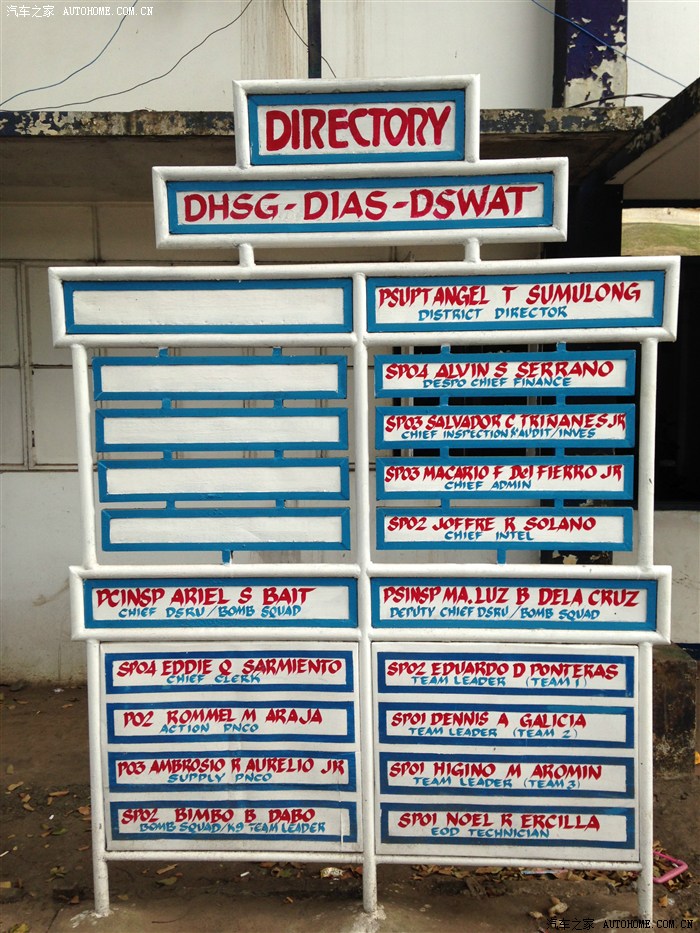 汽车之家 AUTOHOME.COM.CN
DIRECTORY
DHSG-DIAS-DSWAT
PSUPT ANGEL T SUMULONG
DISTRICT DIRECTOR
SPO4 ALVIN S SERRANO
DESPO CHIEF FINANCE
SPO3 SALVADOR C TRIÑANES, JR
CHIEF INSPECTION & AUDIT/INVES
SPO3 MACARIO F Del FIERRO JR
CHIEF ADMIN
SPO2 JOFFRE R SOLANO
CHIEF INTEL
PCINSP ARIEL S BAIT
CHIEF DSRU/BOMB SQUAD
PSINSP MA.LUZ B DELA CRUZ
DEPUTY CHIEF DSRU/BOMB SQUAD
SPO4 EDDIE Q SARMIENTO
CHIEF CLERK
PO2 ROMMEL M ARAJA
ACTION PNCO
PO3 AMBROSIO R AURELIO JR
SUPPLY PNCO
SPO2 BIMBO B DABO
BOMB SQUAD/K9 TEAM LEADER
SPO2 EDUARDO D PONTERAS
TEAM LEADER (TEAM 1)
SPO1 DENNIS A GALICIA
TEAM LEADER (TEAM 2)
SPO1 HIGINO M AROMIN
TEAM LEADER (TEAM 3)
SPO1 NOEL R ERCILLA
EOD TECHNICIAN
汽车之家 AUTOHOME.COM.CN